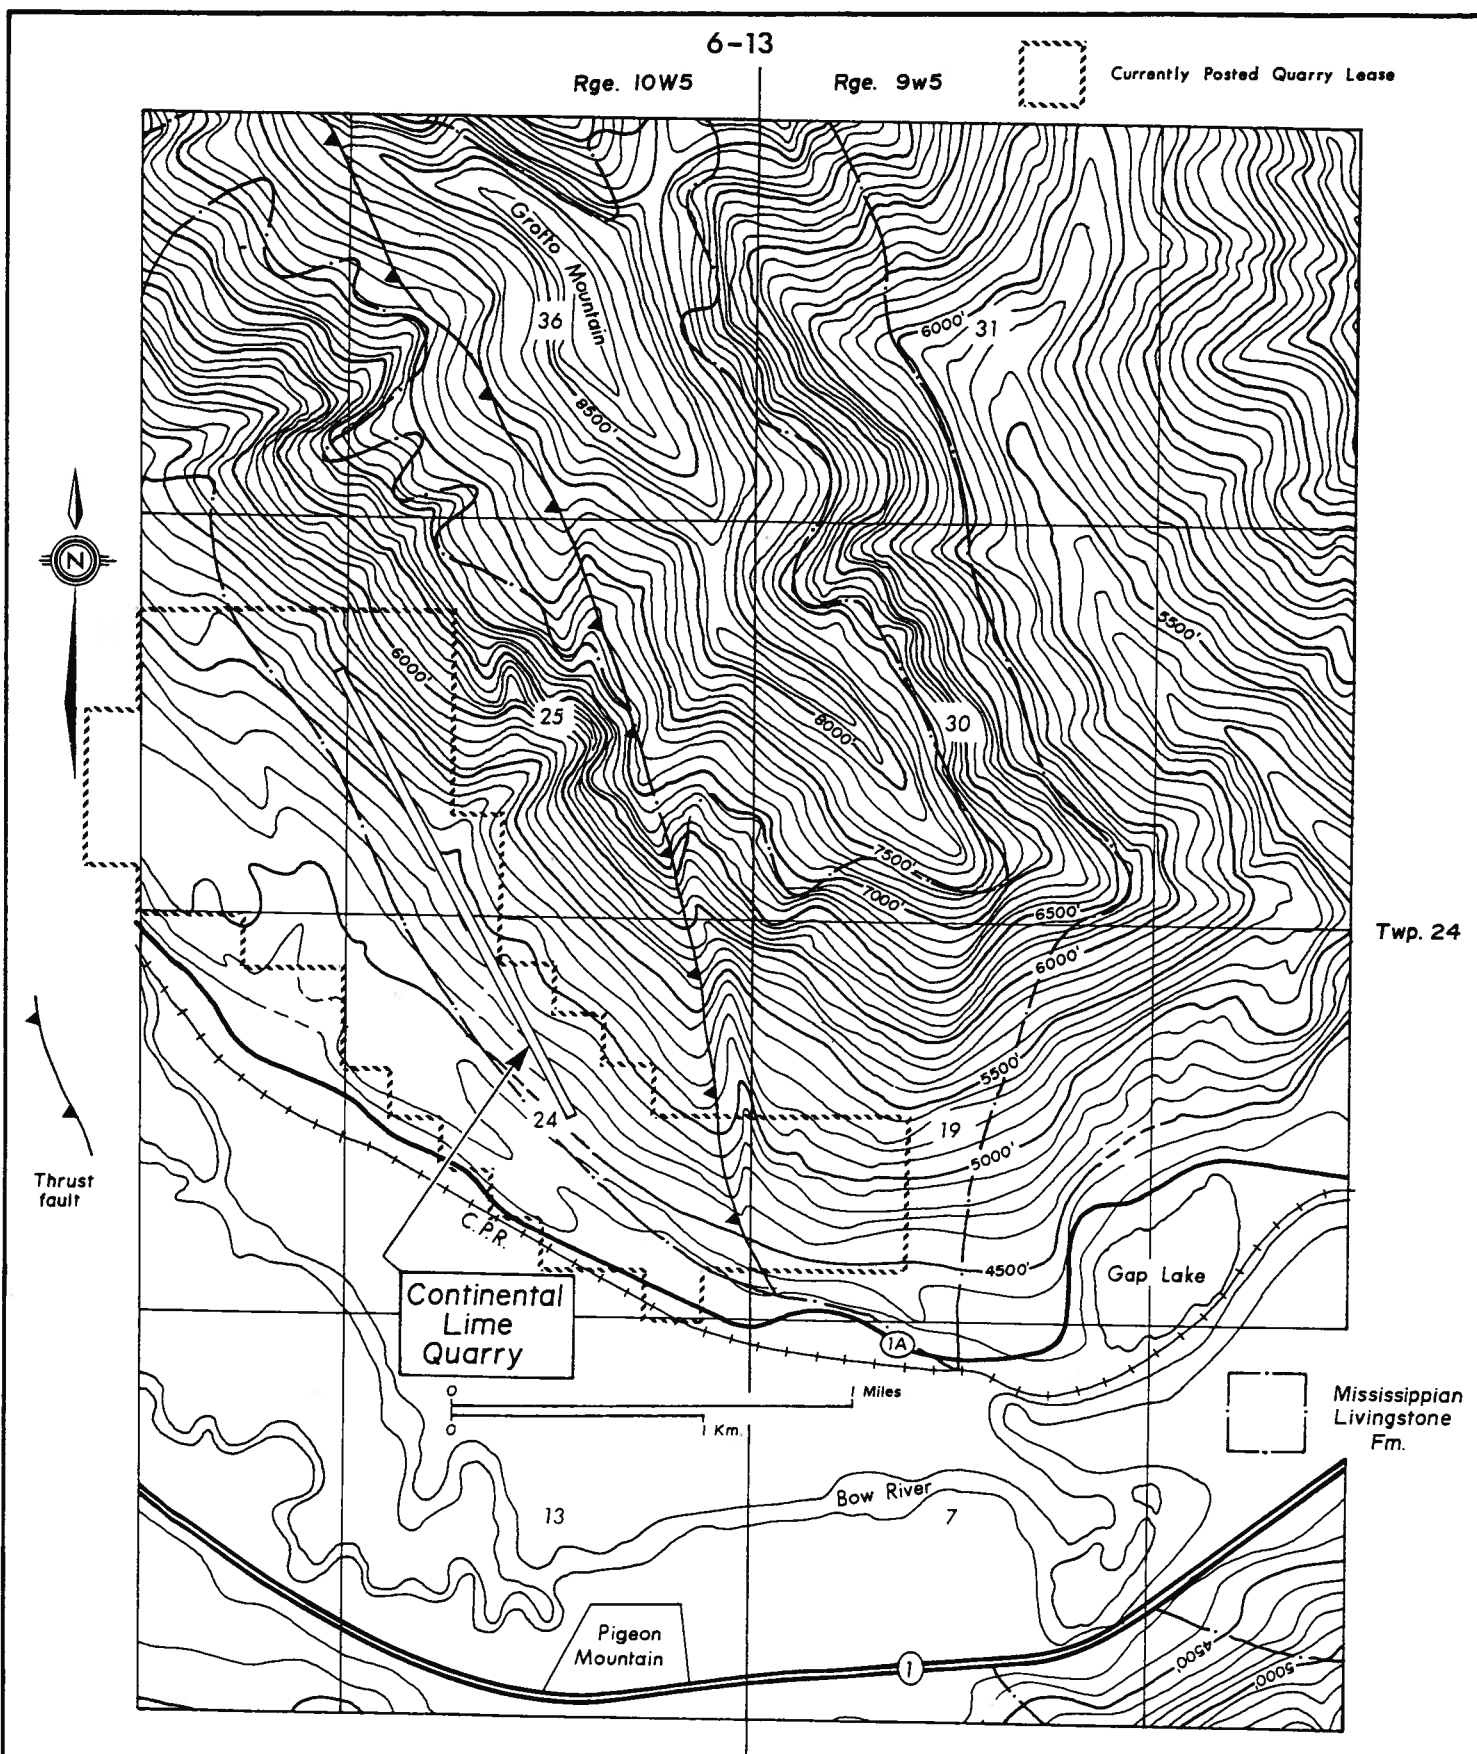 6-13
Rge. 10W5
Rge. 9w5
Currently Posted Quarry Lease
Grotto Mountain
36
6000'
31
8500'
N
5500'
6000'
25
8000'
30
7500'
7000'
6500'
6000'
Twp. 24
5500'
24
19
5000'
Thrust
fault
C.P.R.
4500'
Gap Lake
Continental
Lime
Quarry
1A
0
1 Miles
0
1 Km.
Mississippian
Livingstone
Fm.
Bow River
13
7
Pigeon
Mountain
1
4500'
5000'